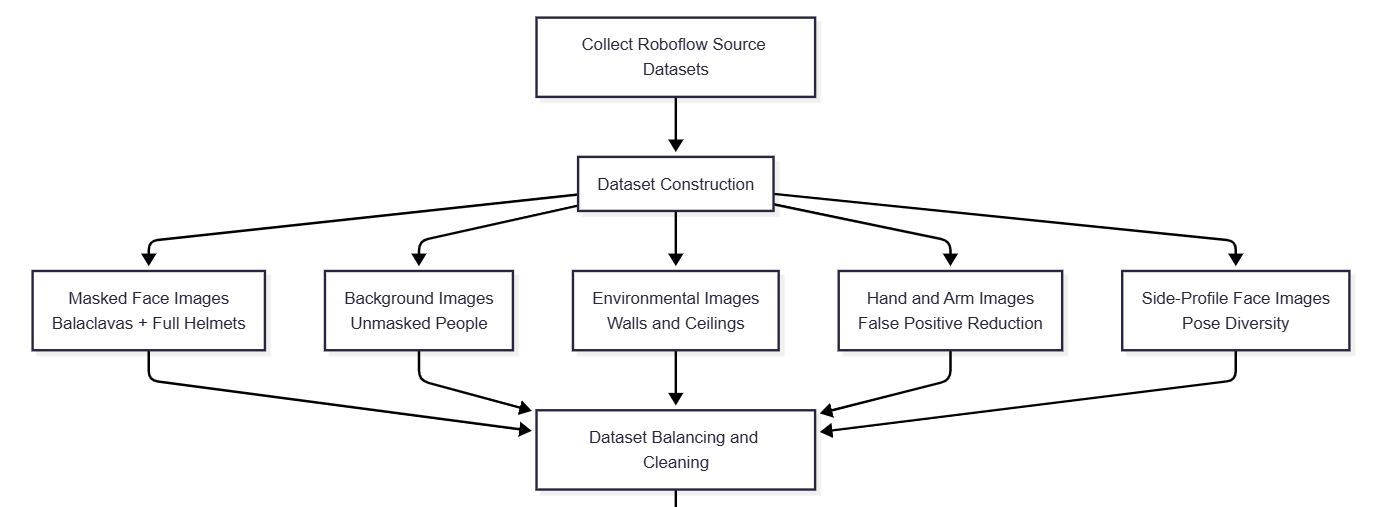 Collect Roboflow Source
Datasets
Dataset Construction
Masked Face Images
Balaclavas + Full Helmets
Background Images
Unmasked People
Environmental Images
Walls and Ceilings
Hand and Arm Images
False Positive Reduction
Side-Profile Face Images
Pose Diversity
Dataset Balancing and
Cleaning